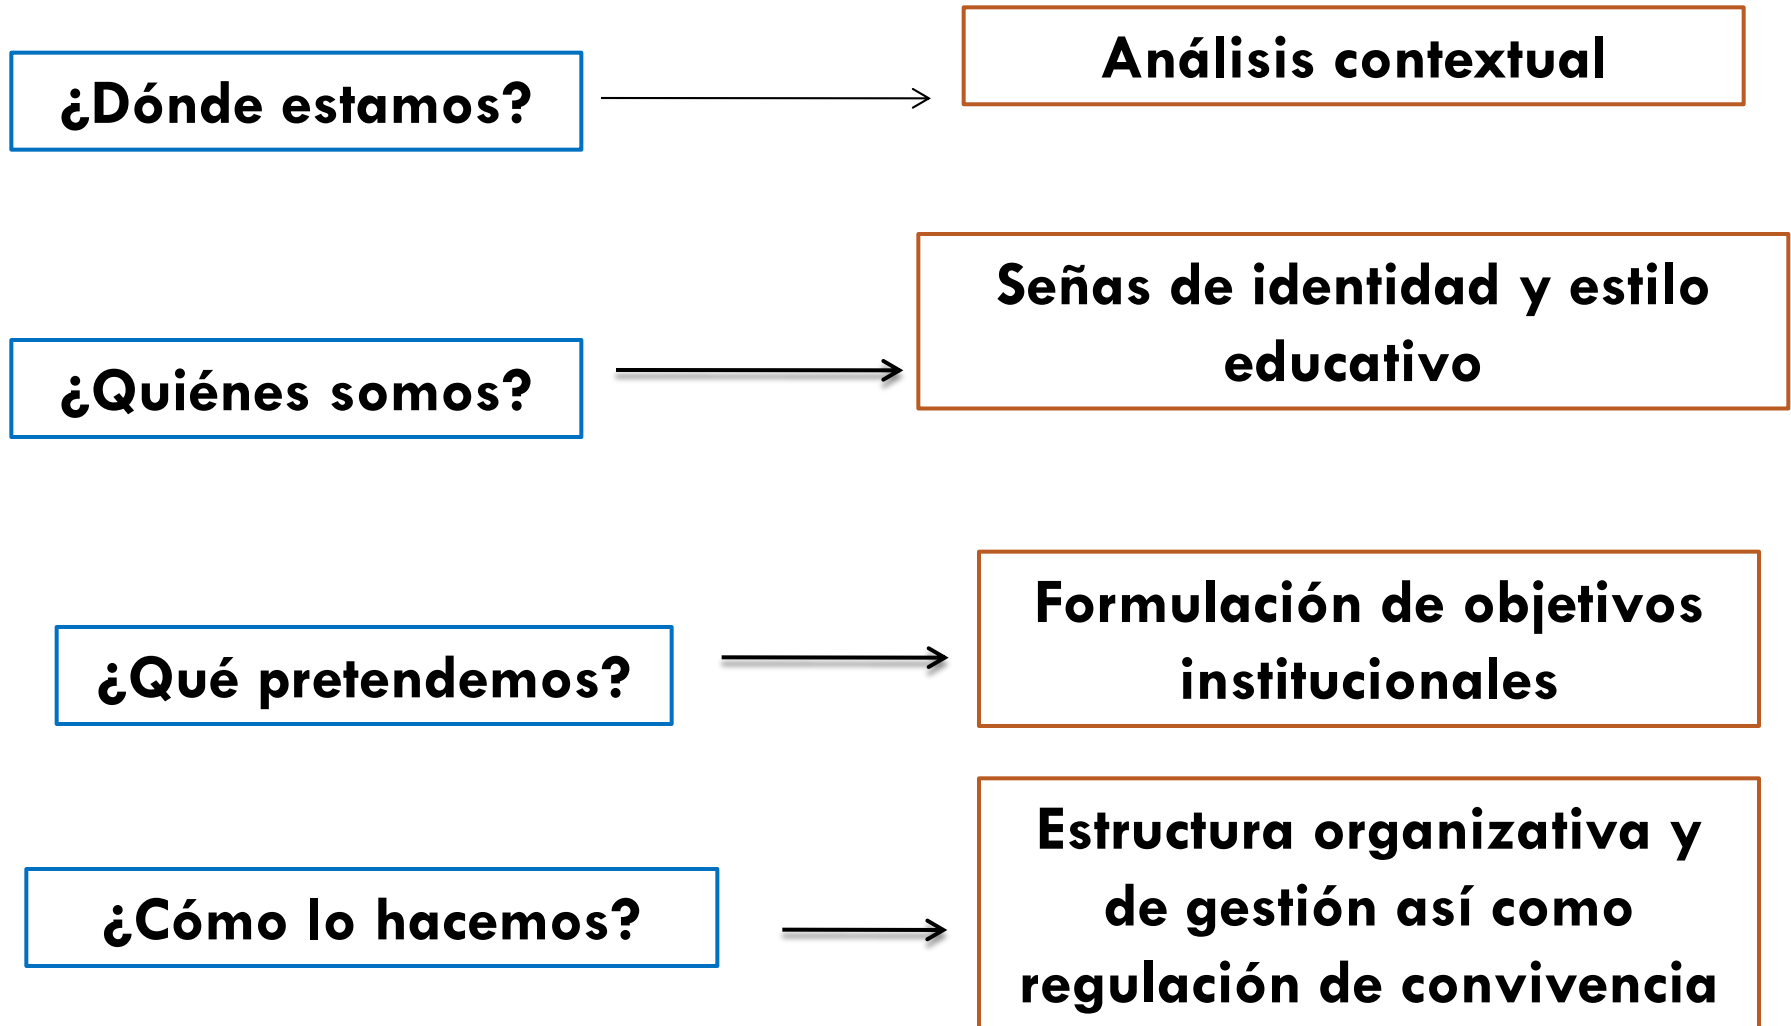 ¿Dónde estamos?
Análisis contextual
¿Quiénes somos?
Señas de identidad y estilo
educativo
¿Qué pretendemos?
Formulación de objetivos
institucionales
¿Cómo lo hacemos?
Estructura organizativa y
de gestión así como
regulación de convivencia